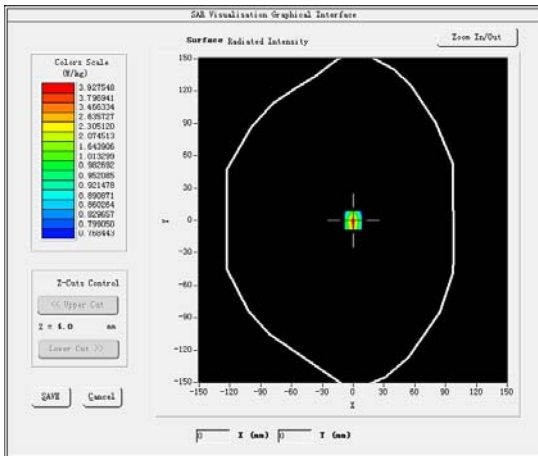 SAR Visualisation Graphical Interface
Surface Radiated Intensity
Zoom In/Out
Colors Scale
(W/kg)
3.927548
3.796941
3.466334
2.635727
2.305120
2.074513
1.643906
1.013299
0.982692
0.952085
0.921478
0.890871
0.860264
0.829657
0.799050
0.768443
Z-Cuts Control
<< Upper Cut
Z = 4.0 mm
Lower Cut >>
SAVE Cancel
150
120
90
60
30
0
-30
-60
-90
-120
-150
Y
-150 -120 -90 -60 -30 0 30 60 90 120 150
X
0 X (mm) 0 Y (mm)